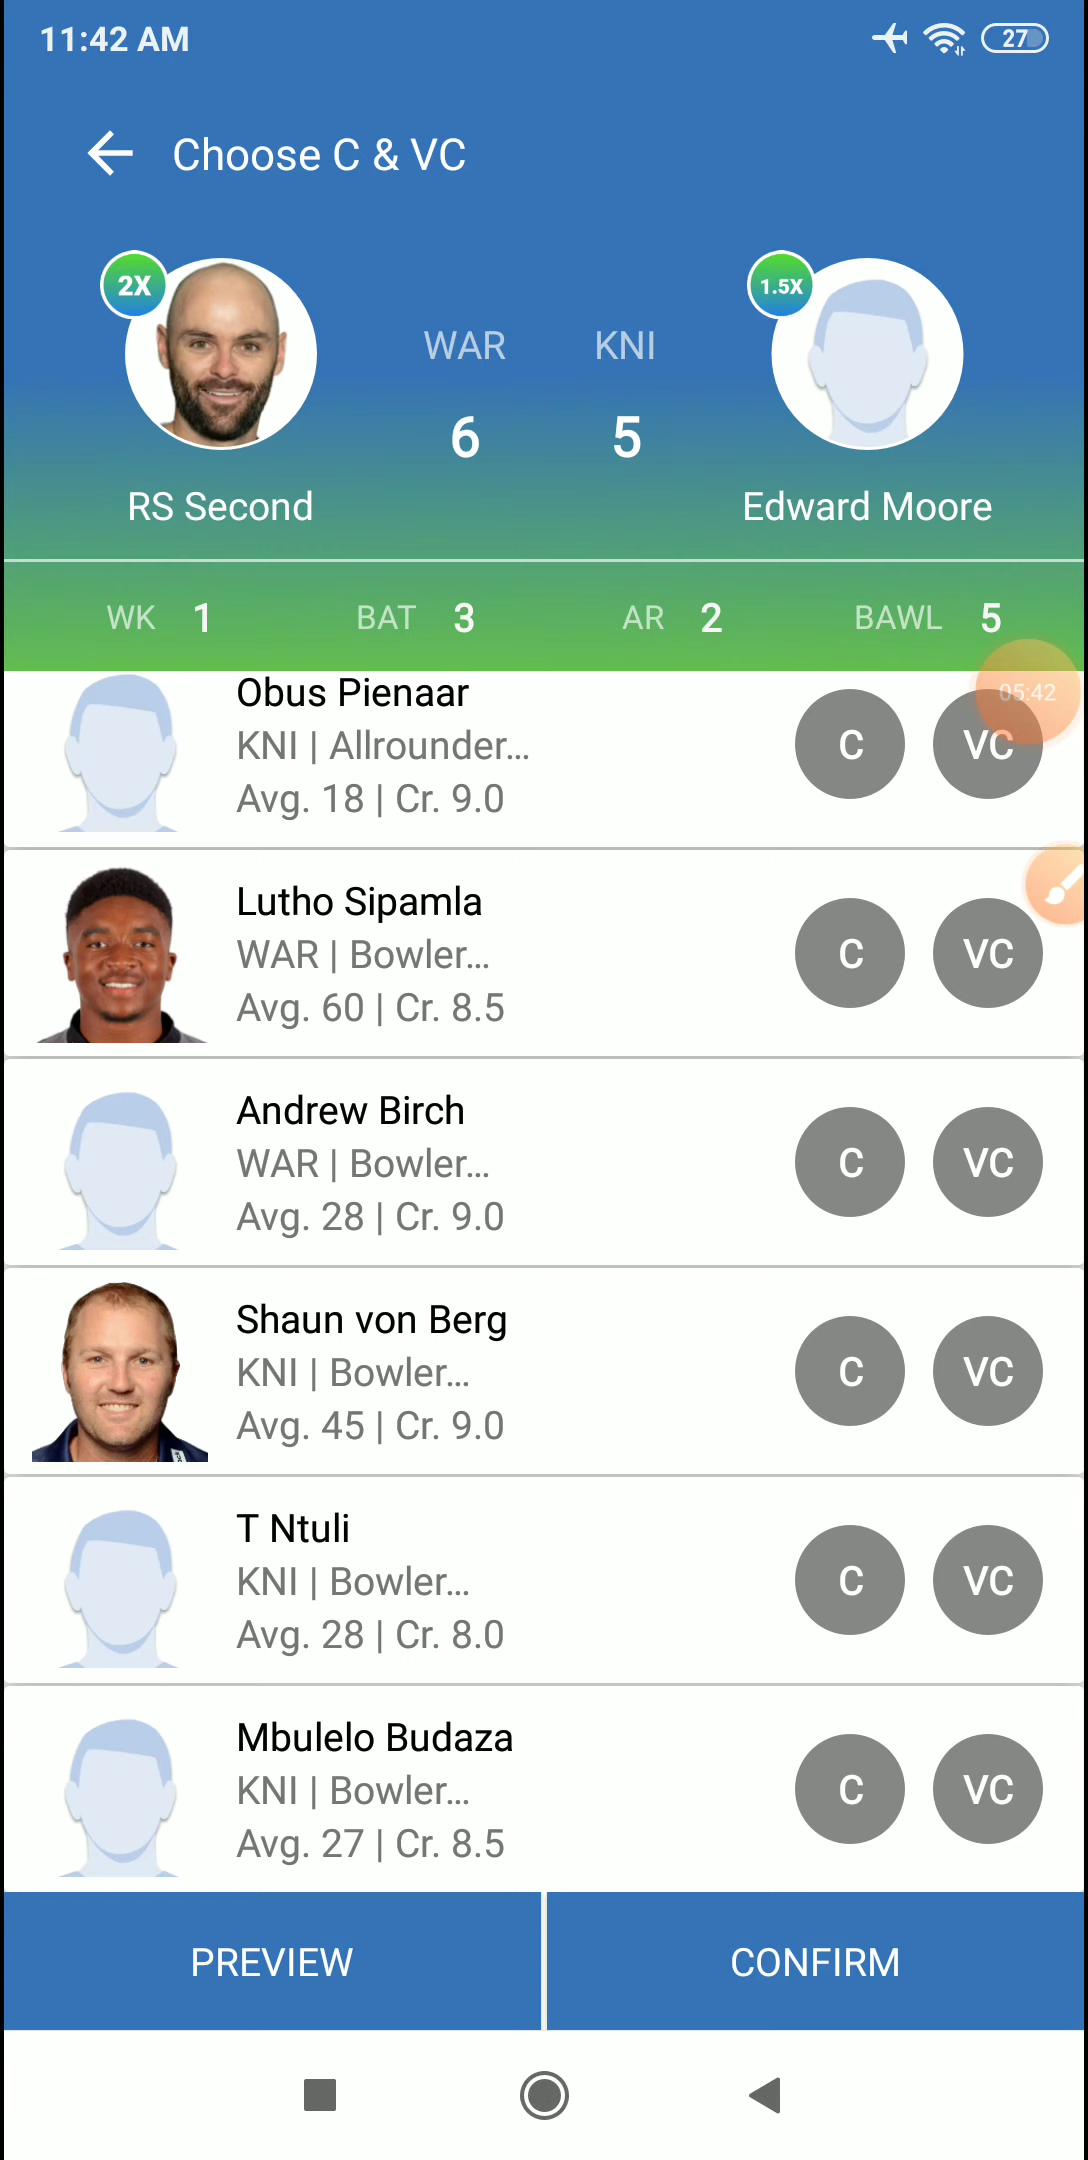 11:42 AM
27
Choose C & VC
2X
1.5X
WAR KNI
6 5
RS Second
Edward Moore
WK 1 BAT 3 AR 2 BAWL 5
Obus Pienaar
KNI | Allrounder...
Avg. 18 | Cr. 9.0
C VC
05:42
Lutho Sipamla
WAR | Bowler...
Avg. 60 | Cr. 8.5
C VC
Andrew Birch
WAR | Bowler...
Avg. 28 | Cr. 9.0
C VC
Shaun von Berg
KNI | Bowler...
Avg. 45 | Cr. 9.0
C VC
T Ntuli
KNI | Bowler...
Avg. 28 | Cr. 8.0
C VC
Mbulelo Budaza
KNI | Bowler...
Avg. 27 | Cr. 8.5
C VC
PREVIEW
CONFIRM